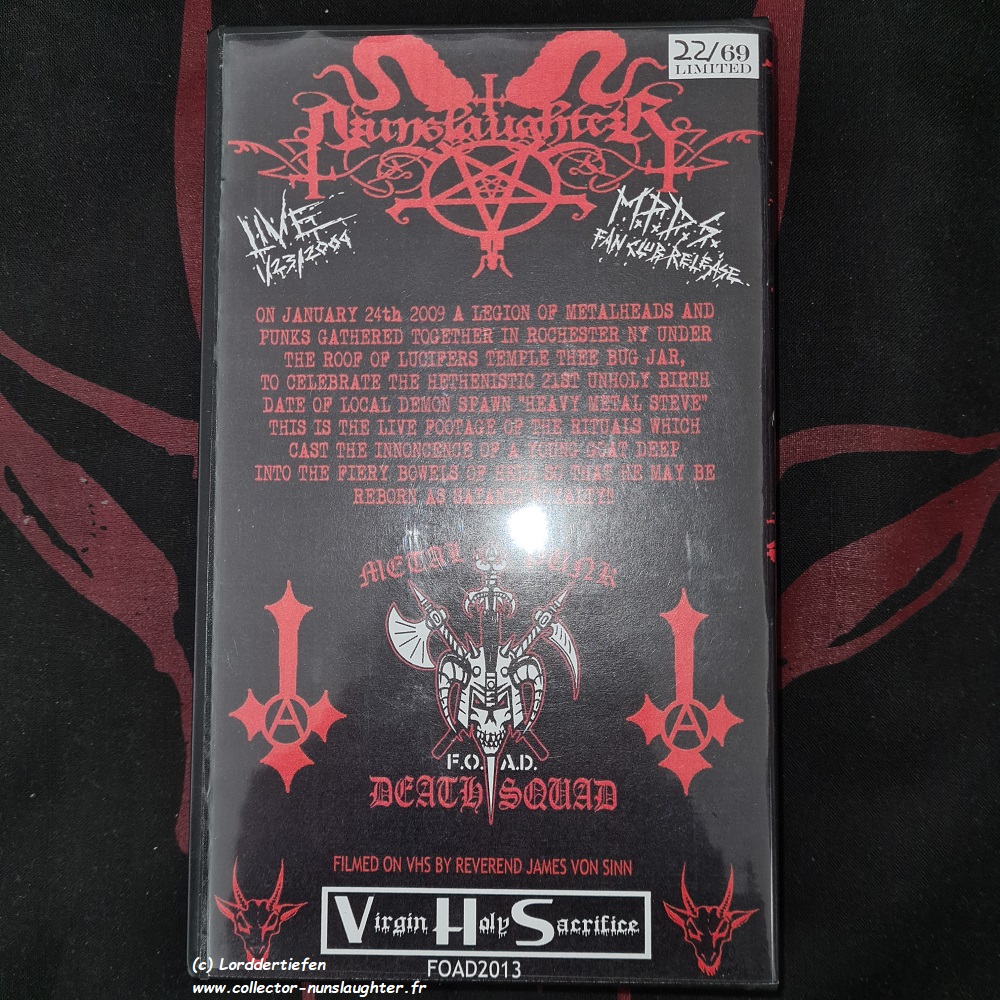 22/69
LIMITED
Nunslaughter
LIVE
1/23/2009
M.P.D.S.
FAN CLUB RELEASE
ON JANUARY 24th 2009 A LEGION OF METALHEADS AND
PUNKS GATHERED TOGETHER IN ROCHESTER NY UNDER
THE ROOF OF LUCIFERS TEMPLE THEE BUG JAR,
TO CELEBRATE THE HETHENISTIC 21ST UNHOLY BIRTH
DATE OF LOCAL DEMON SPAWN "HEAVY METAL STEVE"
THIS IS THE LIVE FOOTAGE OF THE RITUALS WHICH
CAST THE INNONCENCE OF A YOUNG GOAT DEEP
INTO THE FIERY BOWELS OF HELL SO THAT HE MAY BE
REBORN AS SATANIC ROYALTY!!
METAL PUNK
F.O. A.D.
DEATH SQUAD
A
A
FILMED ON VHS BY REVEREND JAMES VON SINN
Virgin Holy Sacrifice
FOAD2013
(c) Lorddertiefen
www.collector-nunslaughter.fr